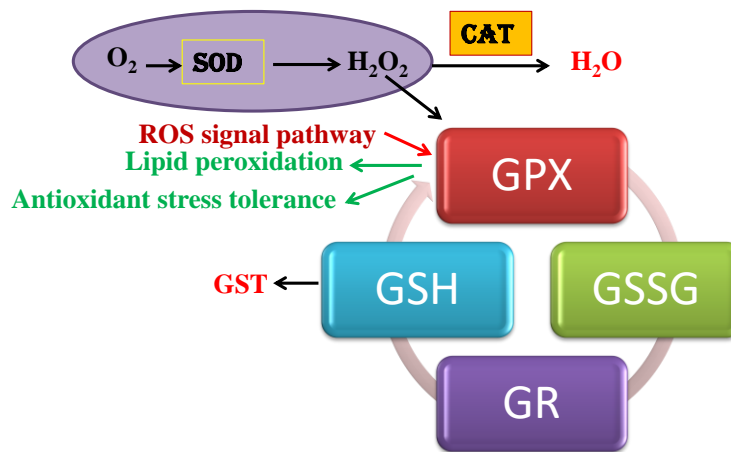 CAT
O₂ SOD H₂O₂ H₂O
ROS signal pathway
Lipid peroxidation
Antioxidant stress tolerance
GPX
GST
GSH
GSSG
GR